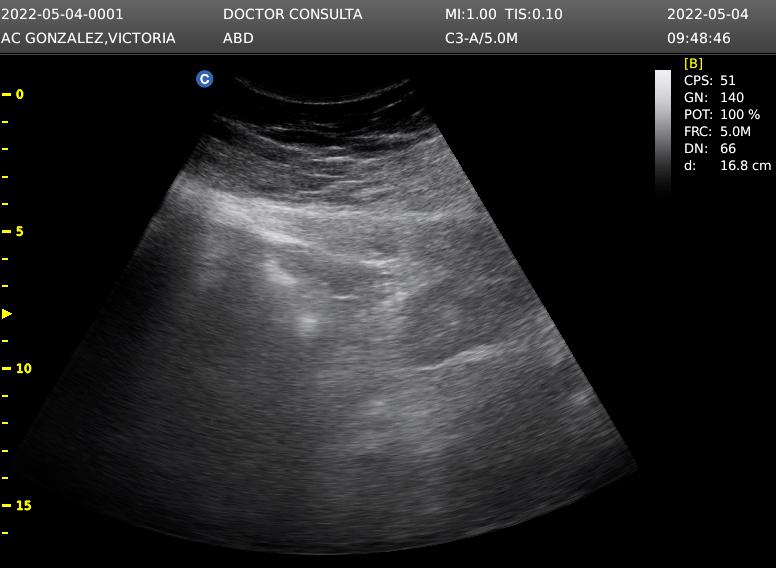 2022-05-04-0001 DOCTOR CONSULTA MI:1.00 TIS:0.10 2022-05-04
AC GONZALEZ,VICTORIA ABD C3-A/5.0M 09:48:46
C
[B]
CPS: 51
GN: 140
POT: 100 %
FRC: 5.0M
DN: 66
d: 16.8 cm
0
5
10
15